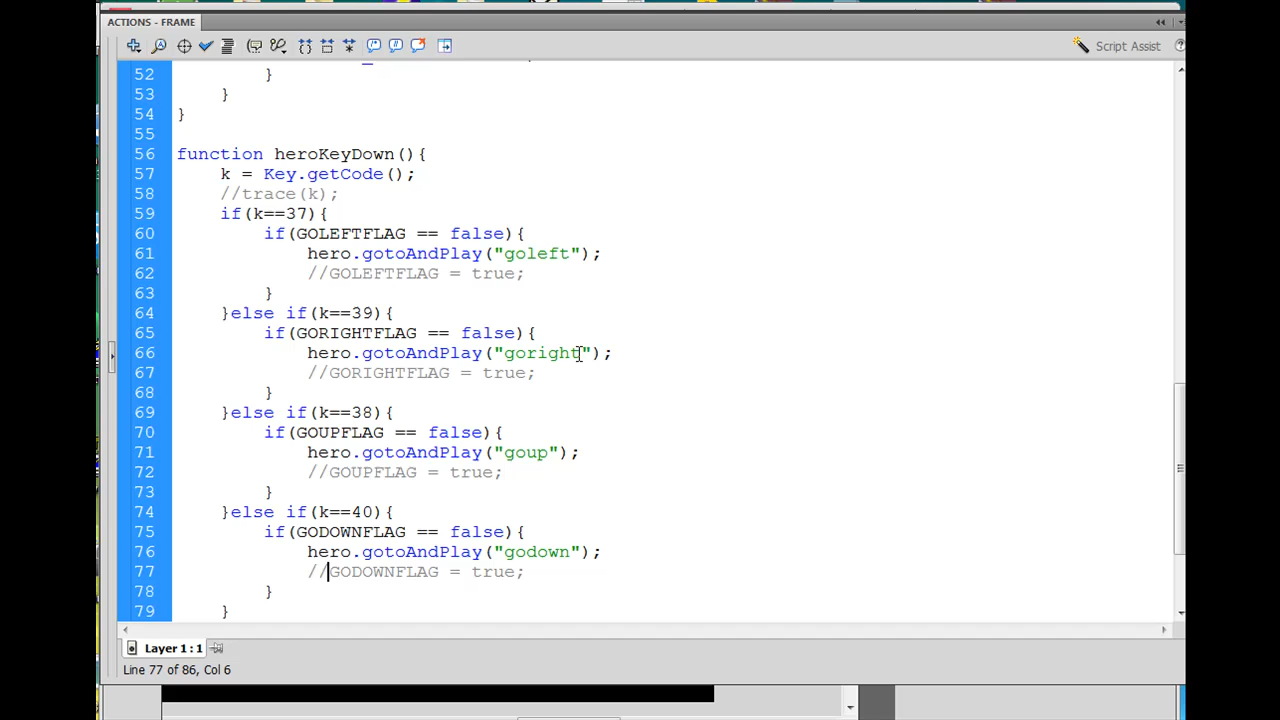 ACTIONS - FRAME
Script Assist
52 }
53 }
54 }
55
56 function heroKeyDown(){
57 k = Key.getCode();
58 //trace(k);
59 if(k==37){
60 if(GOLEFTFLAG == false){
61 hero.gotoAndPlay("goleft");
62 //GOLEFTFLAG = true;
63 }
64 }else if(k==39){
65 if(GORIGHTFLAG == false){
66 hero.gotoAndPlay("goright");
67 //GORIGHTFLAG = true;
68 }
69 }else if(k==38){
70 if(GOUPFLAG == false){
71 hero.gotoAndPlay("goup");
72 //GOUPFLAG = true;
73 }
74 }else if(k==40){
75 if(GODOWNFLAG == false){
76 hero.gotoAndPlay("godown");
77 //GODOWNFLAG = true;
78 }
79 }
Layer 1 : 1
Line 77 of 86, Col 6